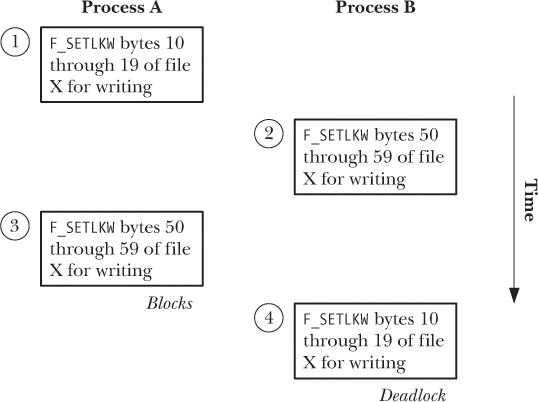 Process A
Process B
1
F_SETLKW bytes 10
through 19 of file
X for writing
2
F_SETLKW bytes 50
through 59 of file
X for writing
Time
3
F_SETLKW bytes 50
through 59 of file
X for writing
Blocks
4
F_SETLKW bytes 10
through 19 of file
X for writing
Deadlock